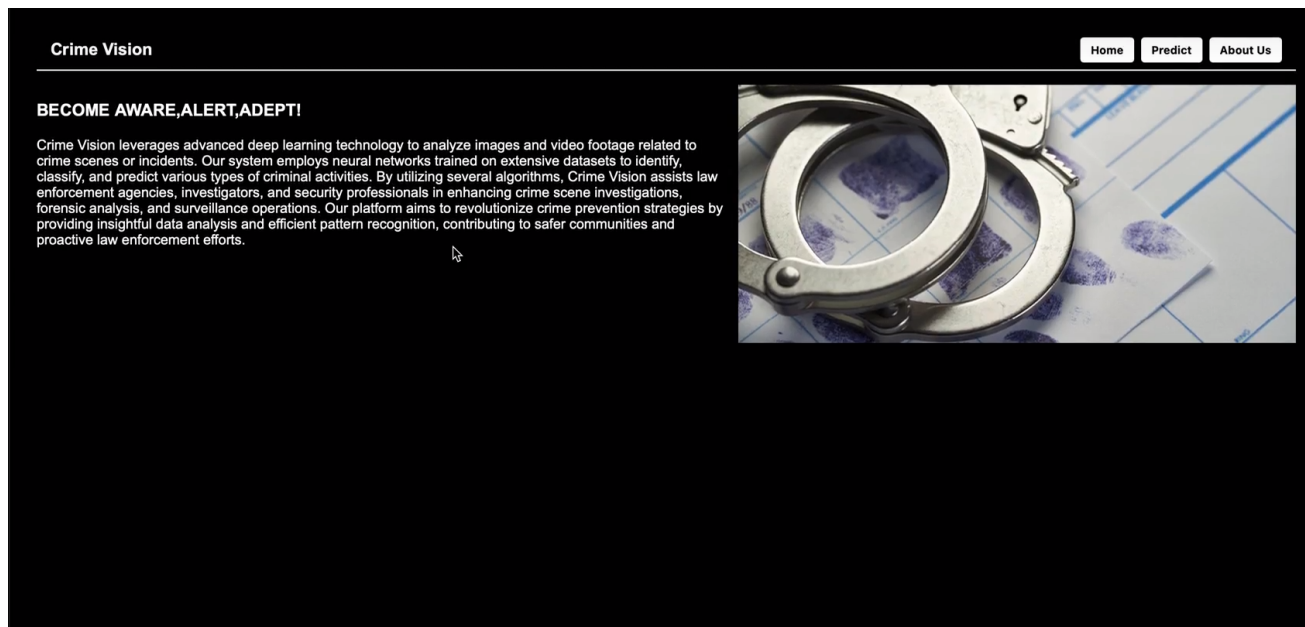 Crime Vision
Home
Predict
About Us
BECOME AWARE,ALERT,ADEPT!
Crime Vision leverages advanced deep learning technology to analyze images and video footage related to
crime scenes or incidents. Our system employs neural networks trained on extensive datasets to identify,
classify, and predict various types of criminal activities. By utilizing several algorithms, Crime Vision assists law
enforcement agencies, investigators, and security professionals in enhancing crime scene investigations,
forensic analysis, and surveillance operations. Our platform aims to revolutionize crime prevention strategies by
providing insightful data analysis and efficient pattern recognition, contributing to safer communities and
proactive law enforcement efforts.